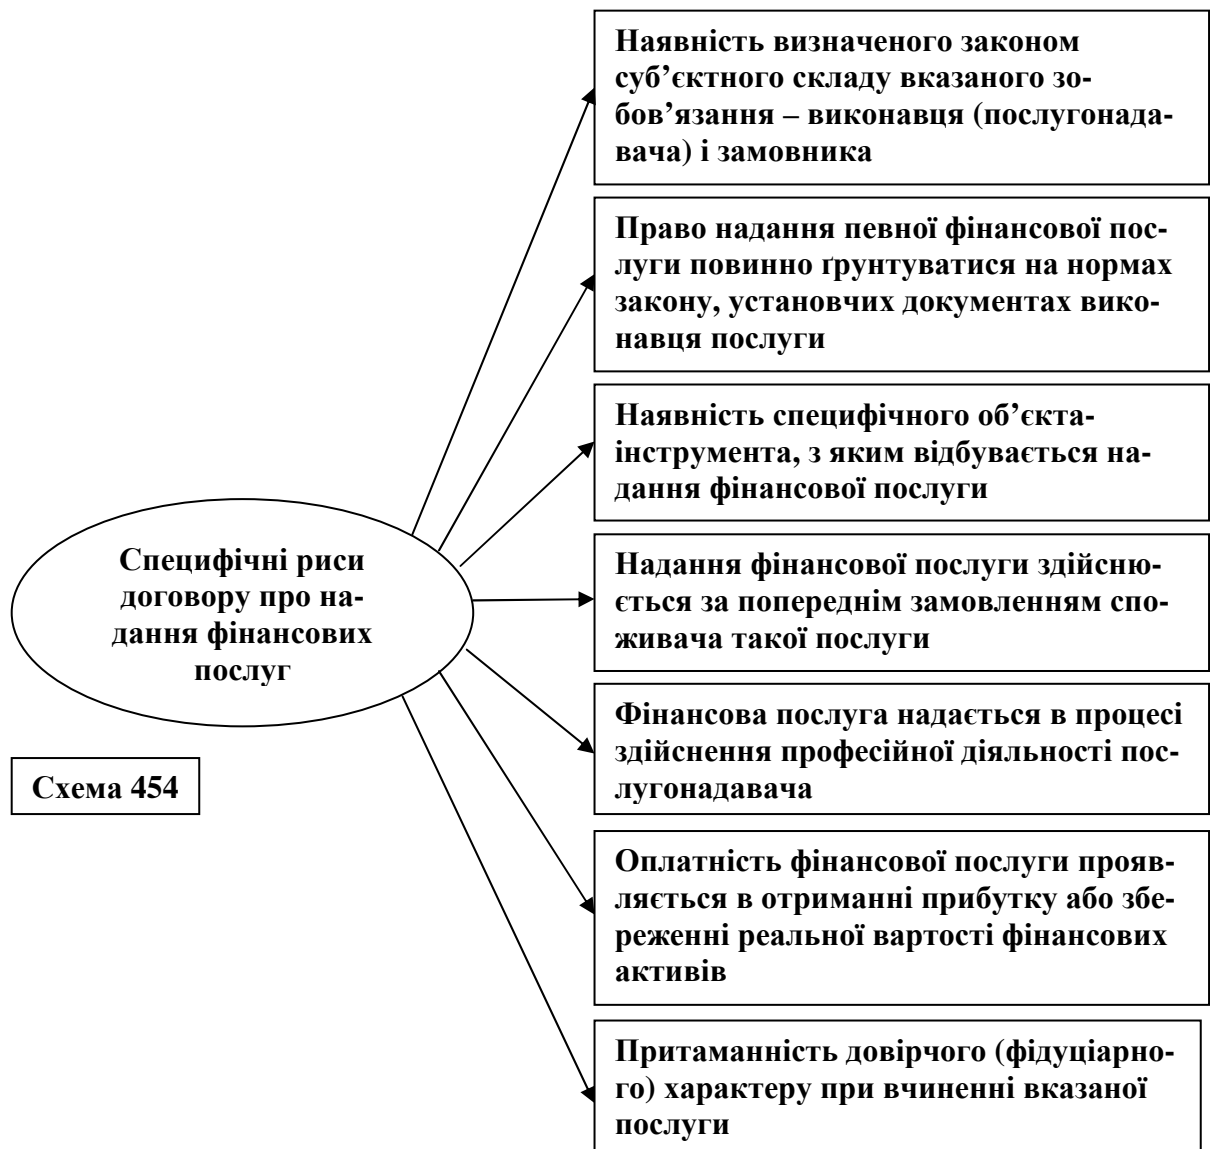 Наявність визначеного законом
суб’єктного складу вказаного зо-
бов’язання – виконавця (послугонада-
вача) і замовника
Право надання певної фінансової пос-
луги повинно ґрунтуватися на нормах
закону, установчих документах вико-
навця послуги
Наявність специфічного об’єкта-
інструмента, з яким відбувається на-
дання фінансової послуги
Специфічні риси
договору про на-
дання фінансових
послуг
Надання фінансової послуги здійсню-
ється за попереднім замовленням спо-
живача такої послуги
Фінансова послуга надається в процесі
здійснення професійної діяльності пос-
лугонадавача
Схема 454
Оплатність фінансової послуги прояв-
ляється в отриманні прибутку або збе-
реженні реальної вартості фінансових
активів
Притаманність довірчого (фідуціарно-
го) характеру при вчиненні вказаної
послуги